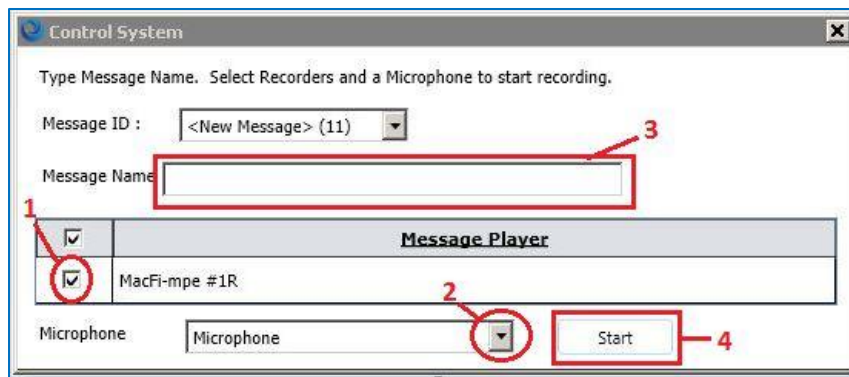 Control System
Type Message Name. Select Recorders and a Microphone to start recording.
Message ID : <New Message> (11)
3
Message Name
1
Message Player
MacFi-mpe #1R
2
Microphone Microphone Start 4